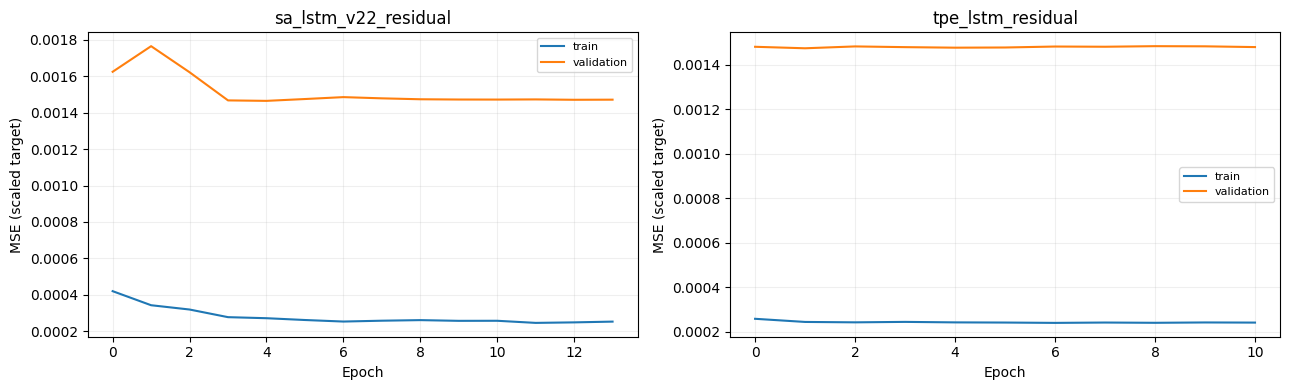 sa_lstm_v22_residual
MSE (scaled target)
0.0018
0.0016
0.0014
0.0012
0.0010
0.0008
0.0006
0.0004
0.0002
train
validation
0 2 4 6 8 10 12
Epoch
tpe_lstm_residual
MSE (scaled target)
0.0014
0.0012
0.0010
0.0008
0.0006
0.0004
0.0002
train
validation
0 2 4 6 8 10
Epoch